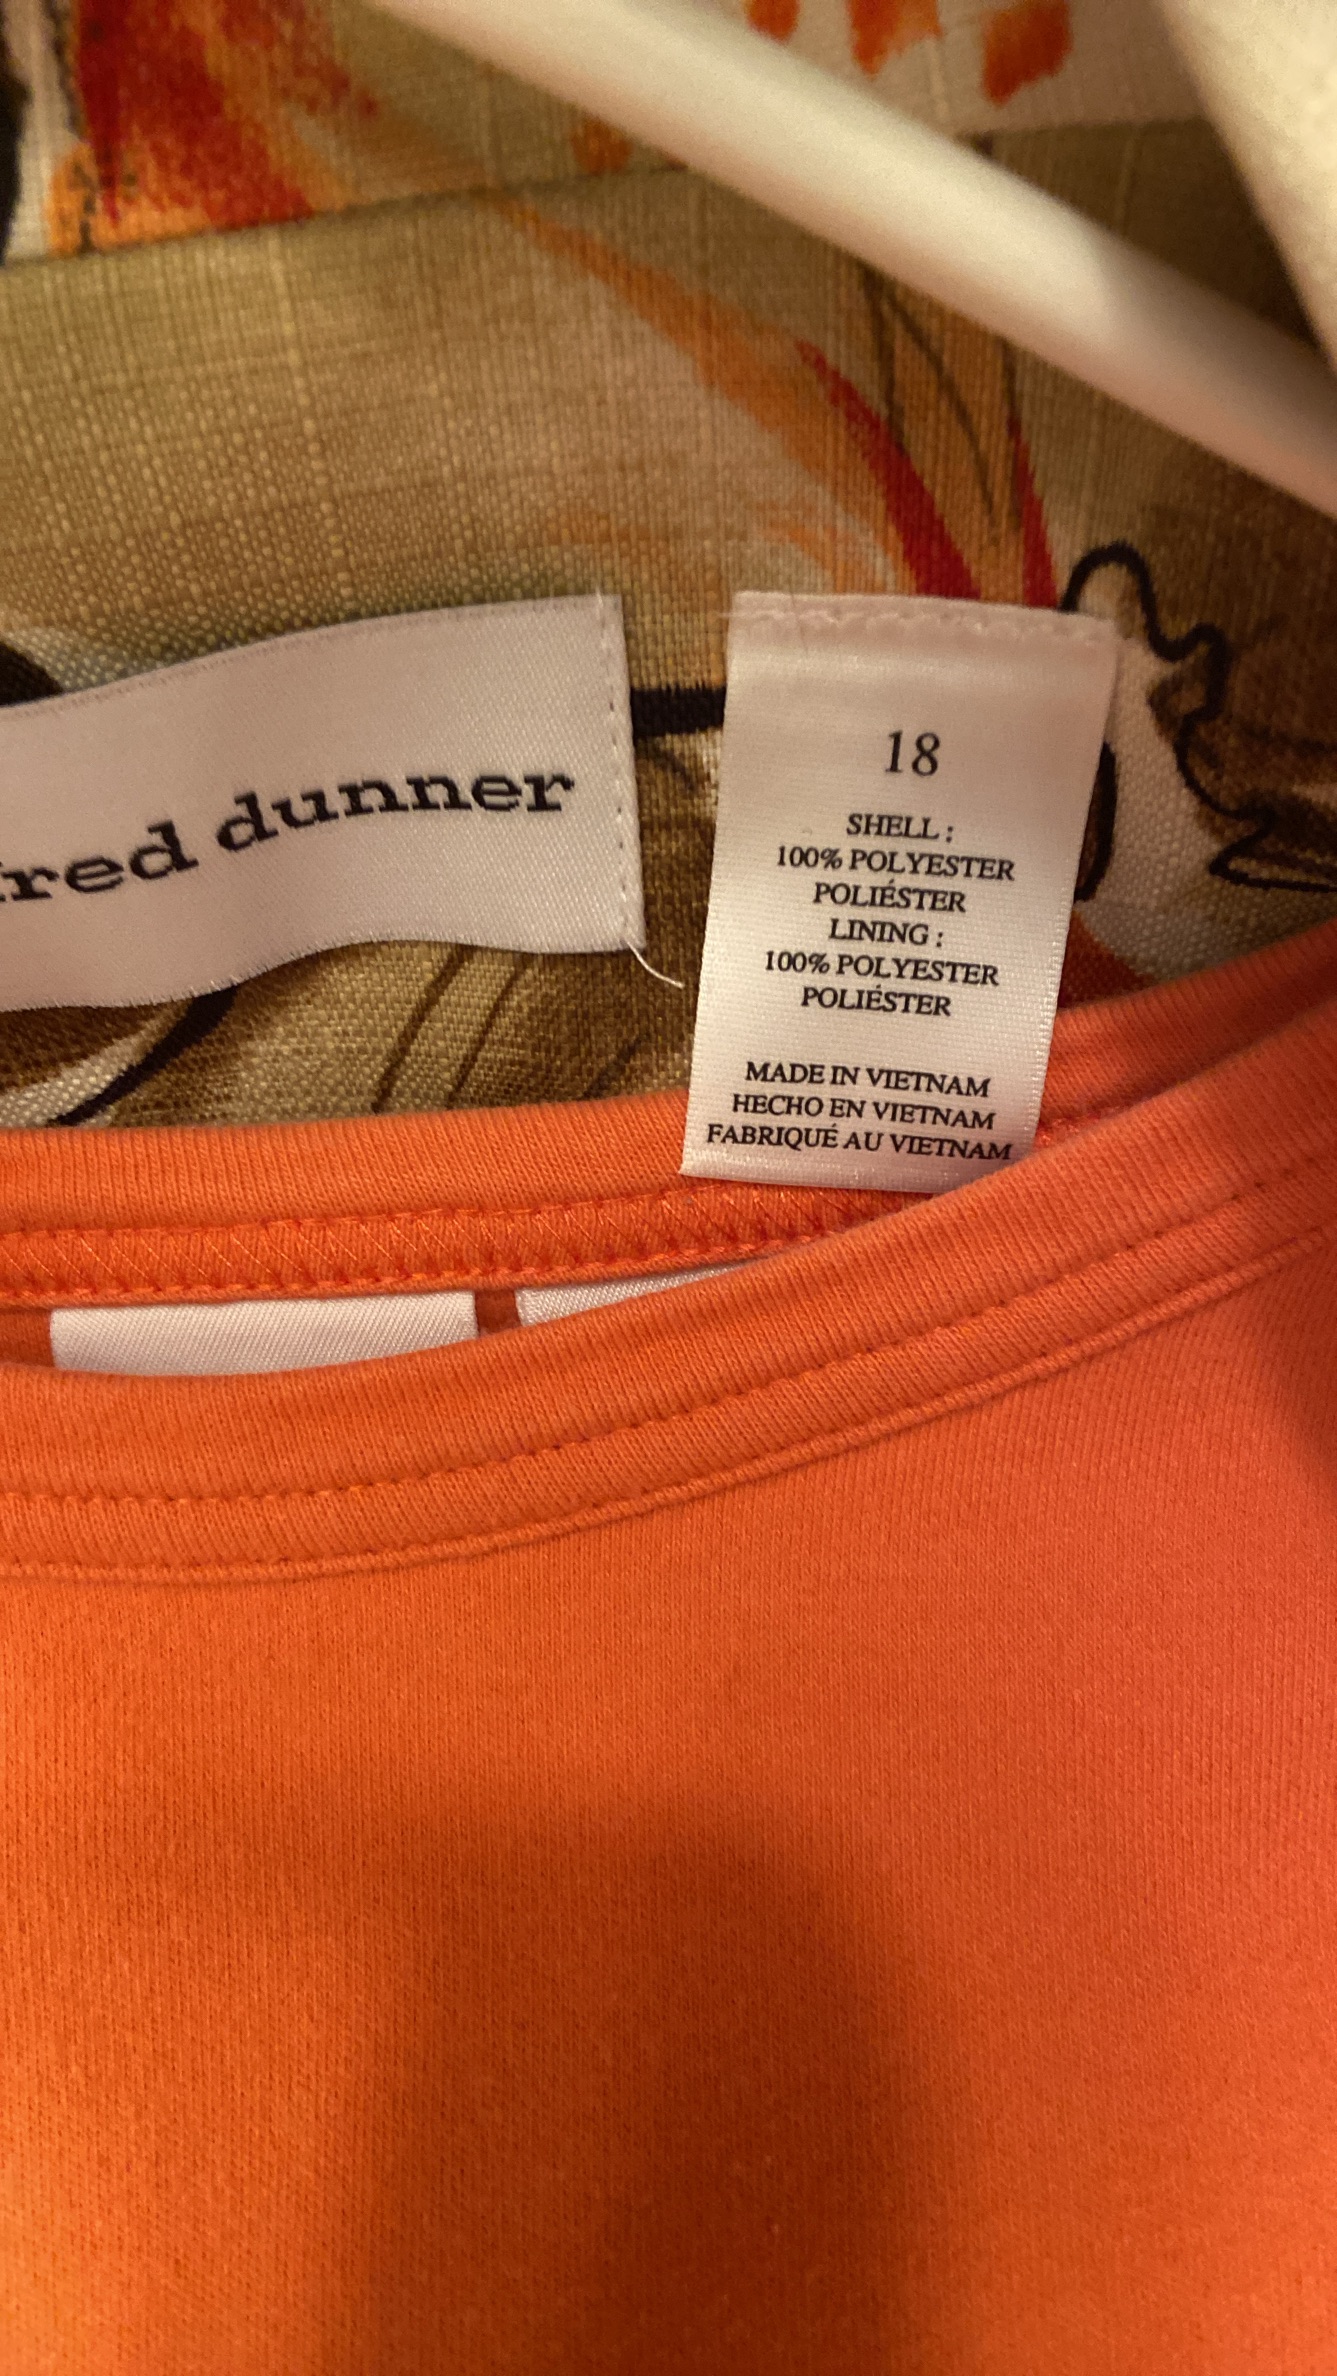 red dunner
18
SHELL :
100% POLYESTER
POLIÉSTER
LINING :
100% POLYESTER
POLIÉSTER
MADE IN VIETNAM
HECHO EN VIETNAM
FABRIQUÉ AU VIETNAM